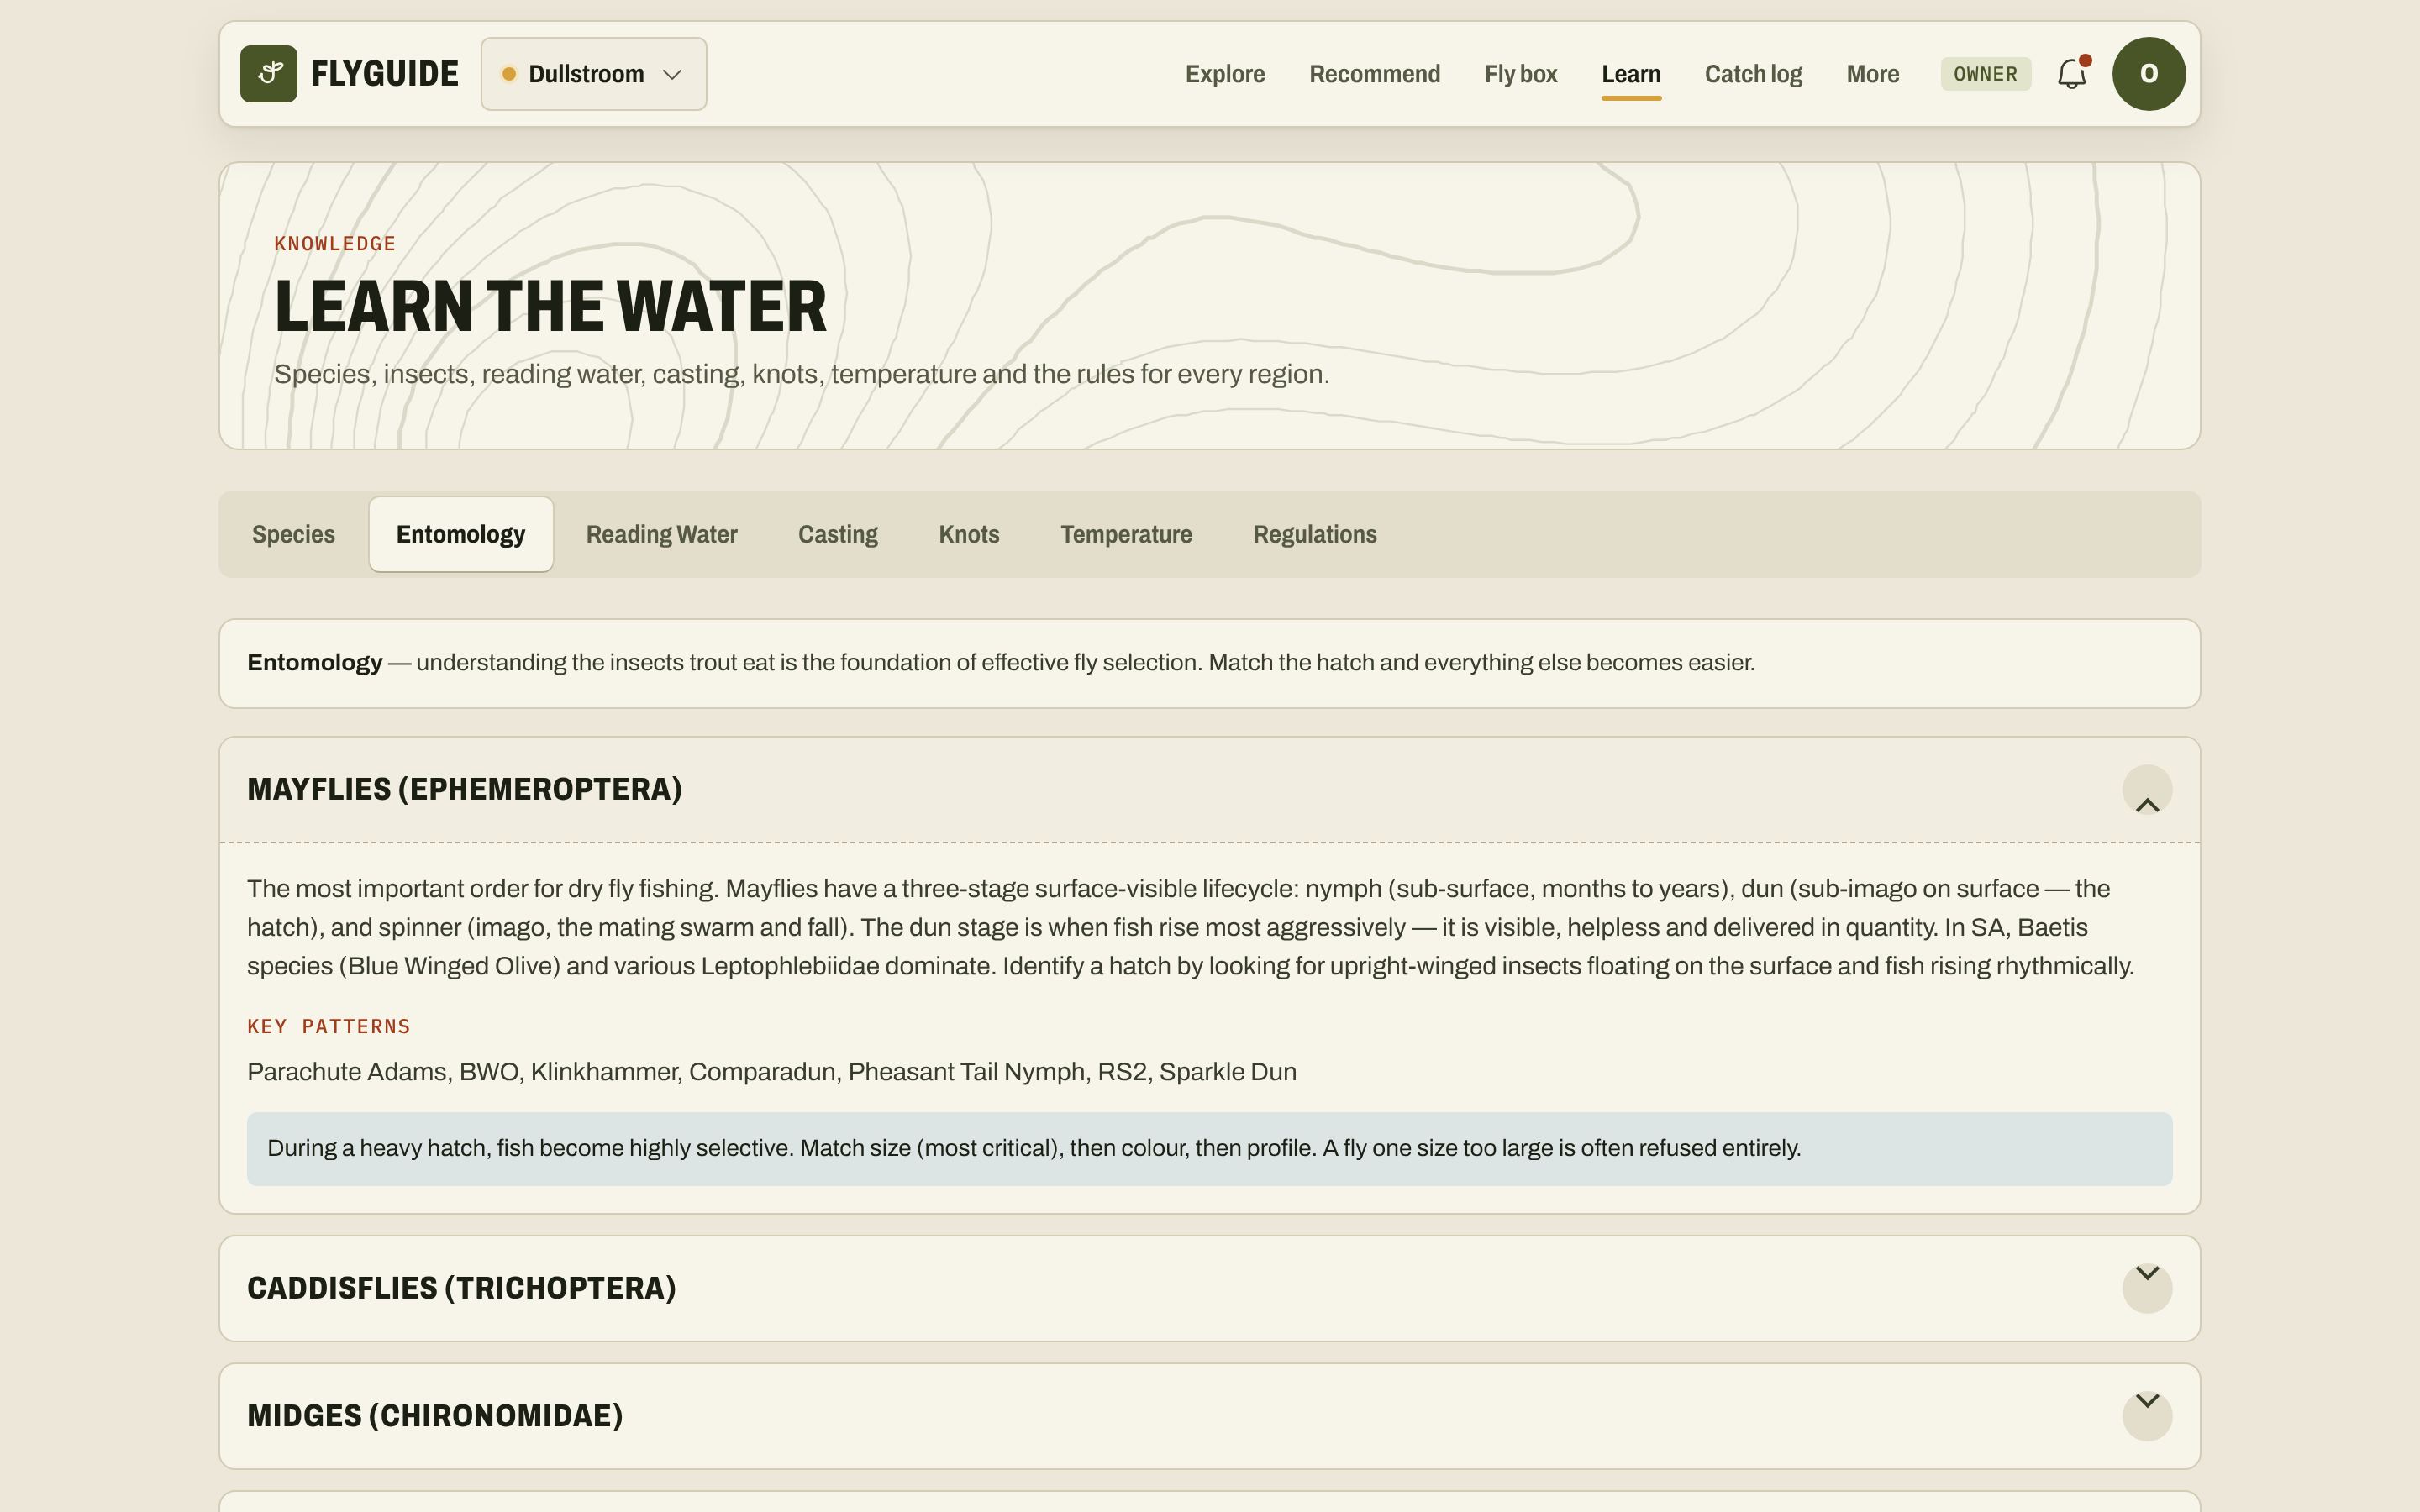 FLYGUIDE
Dullstroom
Explore
Recommend
Fly box
Learn
Catch log
More
OWNER
O
KNOWLEDGE
LEARN THE WATER
Species, insects, reading water, casting, knots, temperature and the rules for every region.
Species
Entomology
Reading Water
Casting
Knots
Temperature
Regulations
Entomology — understanding the insects trout eat is the foundation of effective fly selection. Match the hatch and everything else becomes easier.
MAYFLIES (EPHEMEROPTERA)
The most important order for dry fly fishing. Mayflies have a three-stage surface-visible lifecycle: nymph (sub-surface, months to years), dun (sub-imago on surface — the
hatch), and spinner (imago, the mating swarm and fall). The dun stage is when fish rise most aggressively — it is visible, helpless and delivered in quantity. In SA, Baetis
species (Blue Winged Olive) and various Leptophlebiidae dominate. Identify a hatch by looking for upright-winged insects floating on the surface and fish rising rhythmically.
KEY PATTERNS
Parachute Adams, BWO, Klinkhammer, Comparadun, Pheasant Tail Nymph, RS2, Sparkle Dun
During a heavy hatch, fish become highly selective. Match size (most critical), then colour, then profile. A fly one size too large is often refused entirely.
CADDISFLIES (TRICHOPTERA)
MIDGES (CHIRONOMIDAE)